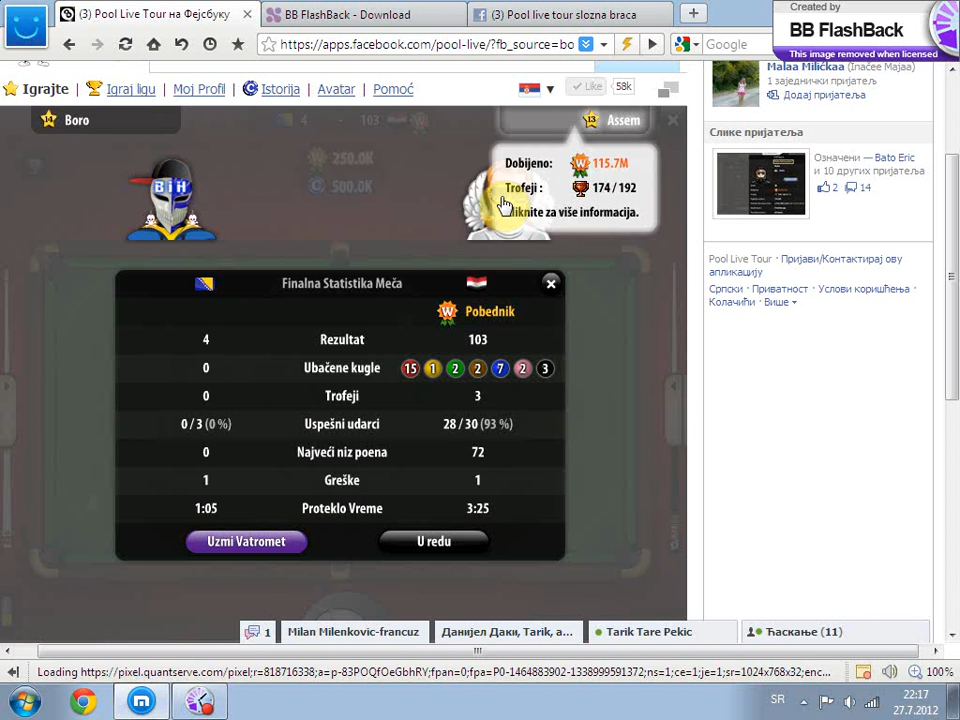 (3) Pool Live Tour на Фејсбуку
BB FlashBack - Download
(3) Pool live tour slozna braca
Created by
BB FlashBack
This image removed when licensed
https://apps.facebook.com/pool-live/?fb_source=bo
Google
Igrajte | Igraj ligu | Moj Profil | Istorija | Avatar | Pomoć
Like 58k
14 Boro
4 - 103
13 Assem
250.0K
500.0K
Dobijeno: W 115.7M
Trofeji : 174 / 192
Kliknite za više informacija.
BiH
Finalna Statistika Meča
W Pobednik
4 Rezultat 103
0 Ubačene kugle 15 1 2 2 7 2 3
0 Trofeji 3
0 / 3 (0 %) Uspešni udarci 28 / 30 (93 %)
0 Najveći niz poena 72
1 Greške 1
1:05 Proteklo Vreme 3:25
Uzmi Vatromet
U redu
Malaa Milićkaa (Inačee Majaa)
1 заједнички пријатељ
Додај пријатеља
Слике пријатеља
Означени — Bato Eric
и 10 других пријатеља
2 14
Pool Live Tour · Пријави/Контактирај ову
апликацију
Српски · Приватност · Услови коришћења ·
Колачићи · Више
1
Milan Milenkovic-francuz
Данијел Даки, Tarik, a...
Tarik Tare Pekic
Ћаскање (11)
Loading https://pixel.quantserve.com/pixel;r=818716338;a=p-83POQfOeGbhRY;fpan=0;fpa=P0-1464883902-1338999591372;ns=1;ce=1;je=1;sr=1024x768x32;enc...
100%
SR
22:17
27.7.2012